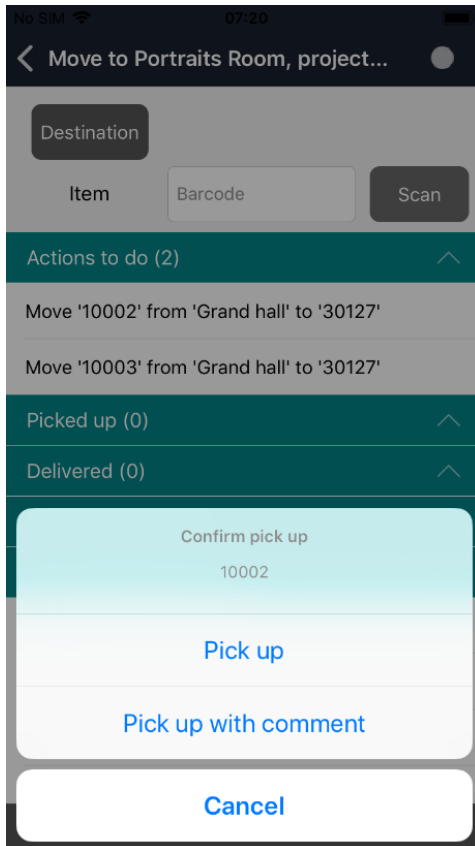 No SIM 07:20
Move to Portraits Room, project...
Destination
Item Barcode Scan
Actions to do (2)
Move '10002' from 'Grand hall' to '30127'
Move '10003' from 'Grand hall' to '30127'
Picked up (0)
Delivered (0)
Confirm pick up
10002
Pick up
Pick up with comment
Cancel